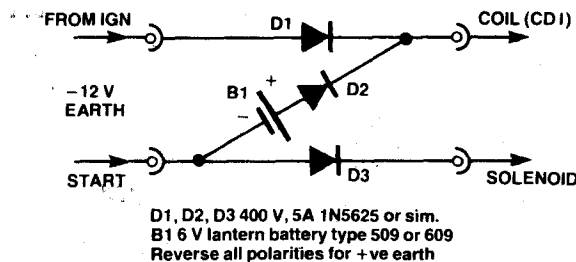 FROM IGN
D1
COIL (CDI)
–12 V
EARTH
B1
+
–
D2
START
D3
SOLENOID
D1, D2, D3 400 V, 5A 1N5625 or sim.
B1 6 V lantern battery type 509 or 609
Reverse all polarities for +ve earth